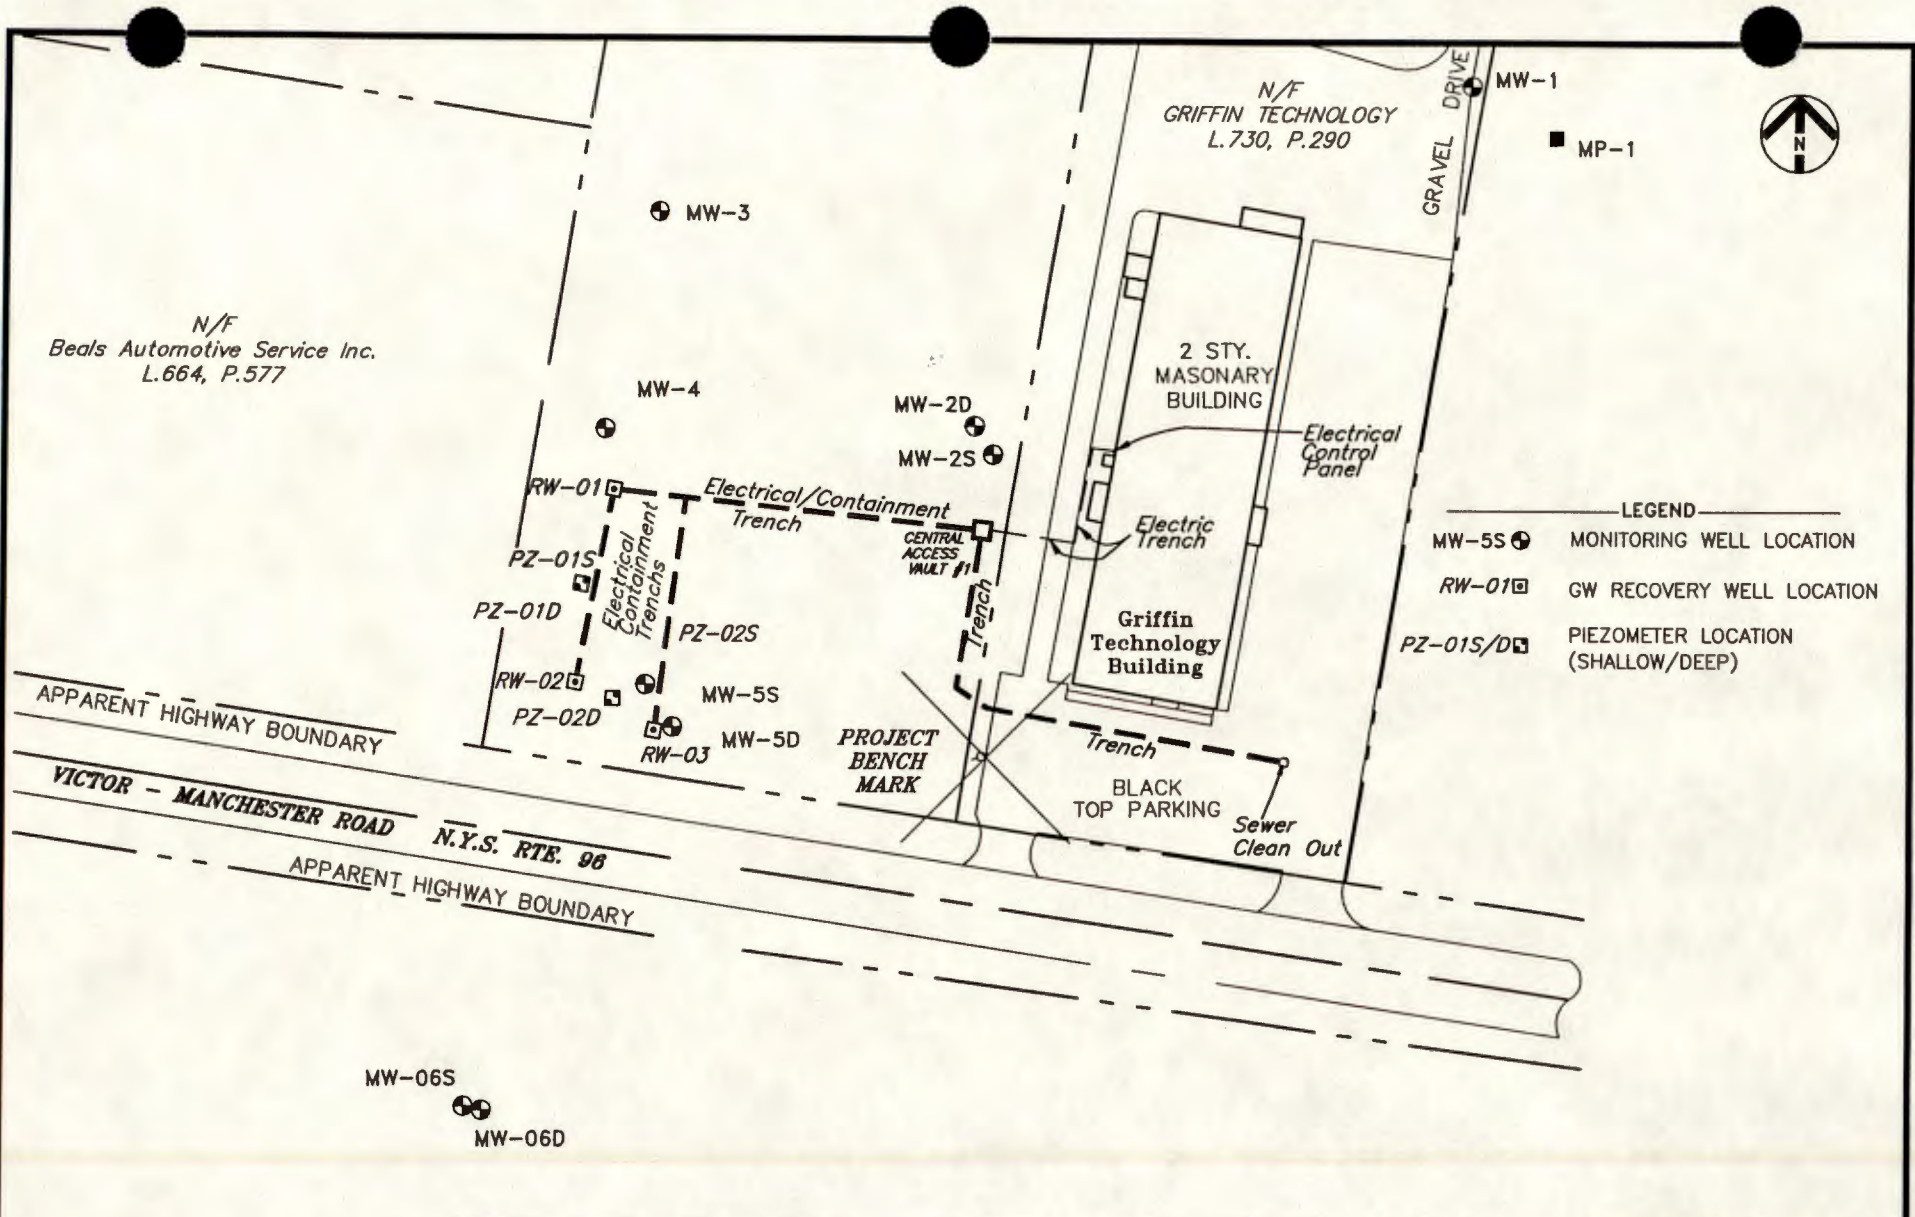 N/F
GRIFFIN TECHNOLOGY
L.730, P.290
GRAVEL DRIVE
MW-1
MP-1
N
MW-3
N/F
Beals Automotive Service Inc.
L.664, P.577
MW-4
MW-2D
MW-2S
2 STY.
MASONARY
BUILDING
Electrical
Control
Panel
RW-01
Electrical/Containment
Trench
CENTRAL
ACCESS
VAULT #1
Electric
Trench
PZ-01S
PZ-01D
Electrical
Containment
Trenchs
PZ-02S
Trench
Griffin
Technology
Building
LEGEND
MW-5S MONITORING WELL LOCATION
RW-01 GW RECOVERY WELL LOCATION
PZ-01S/D PIEZOMETER LOCATION
(SHALLOW/DEEP)
RW-02
PZ-02D
MW-5S
MW-5D
RW-03
PROJECT
BENCH
MARK
Trench
BLACK
TOP PARKING
Sewer
Clean Out
APPARENT HIGHWAY BOUNDARY
VICTOR - MANCHESTER ROAD N.Y.S. RTE. 96
APPARENT HIGHWAY BOUNDARY
MW-06S
MW-06D